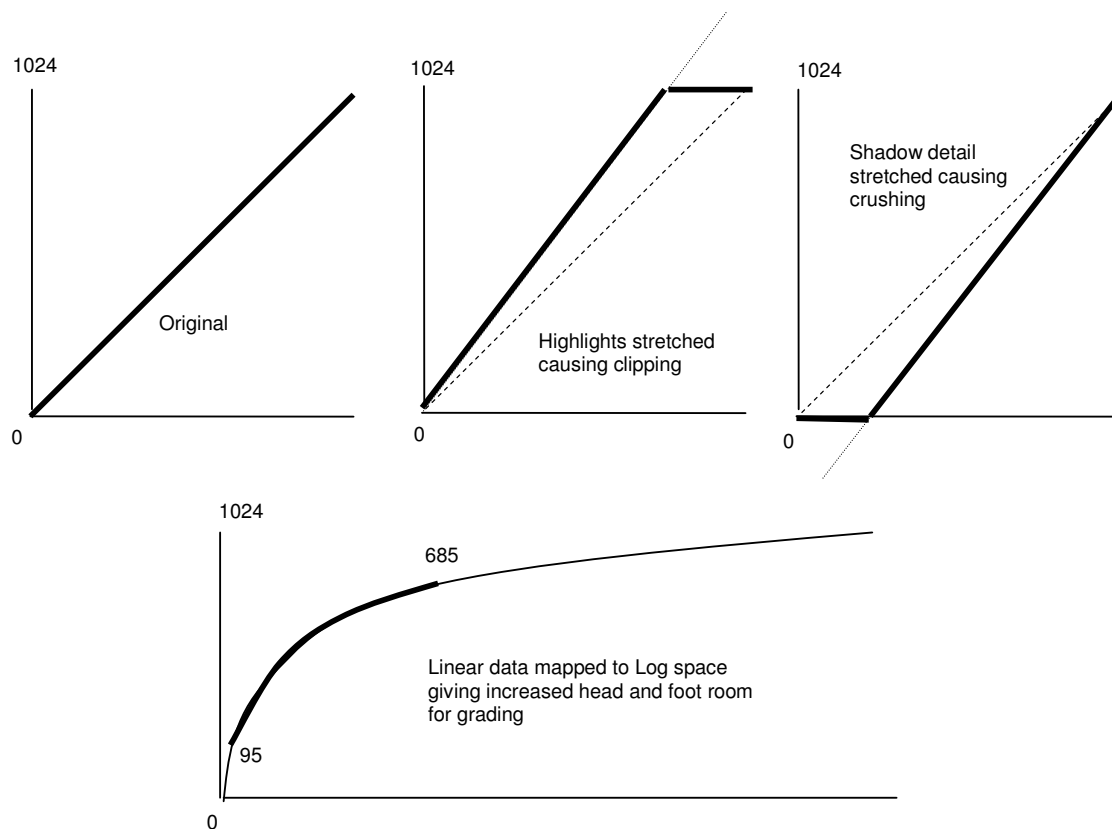 1024
Original
0
1024
Highlights stretched
causing clipping
0
1024
Shadow detail
stretched causing
crushing
0
1024
685
Linear data mapped to Log space
giving increased head and foot room
for grading
95
0